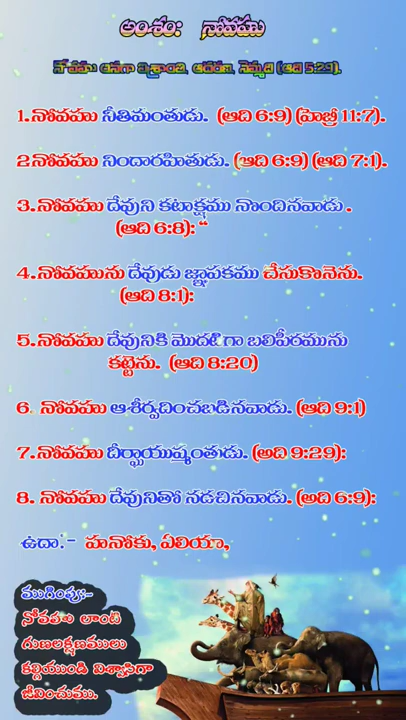 అంశం: నోవహు
నోవహు అనగా విశ్రాంతి, ఆదరణ, నెమ్మది (ఆది 5:29).
1. నోవహు నీతిమంతుడు. (ఆది 6:9) (హెబ్రీ 11:7).
2 నోవహు నిందారహితుడు. (ఆది 6:9) (ఆది 7:1).
3. నోవహు దేవుని కటాక్షము నొందినవాడు .
(ఆది 6:8): “
4. నోవహును దేవుడు జ్ఞాపకము చేసుకొనెను.
(ఆది 8:1):
5. నోవహు దేవునికి మొదటిగా బలిపీఠమును
కట్టెను. (ఆది 8:20)
6. నోవహు ఆశీర్వదించబడినవాడు. (ఆది 9:1)
7. నోవహు దీర్ఘాయుష్మంతుడు. (అది 9:29):
8. నోవహు దేవునితో నడచినవాడు. (అది 6:9):
ఉదా:- హనోకు, ఏలియా,
ముగింపు:-
నోవహు లాంటి
గుణలక్షణములు
కల్గియుండి విశ్వాసిగా
జీవించుము.